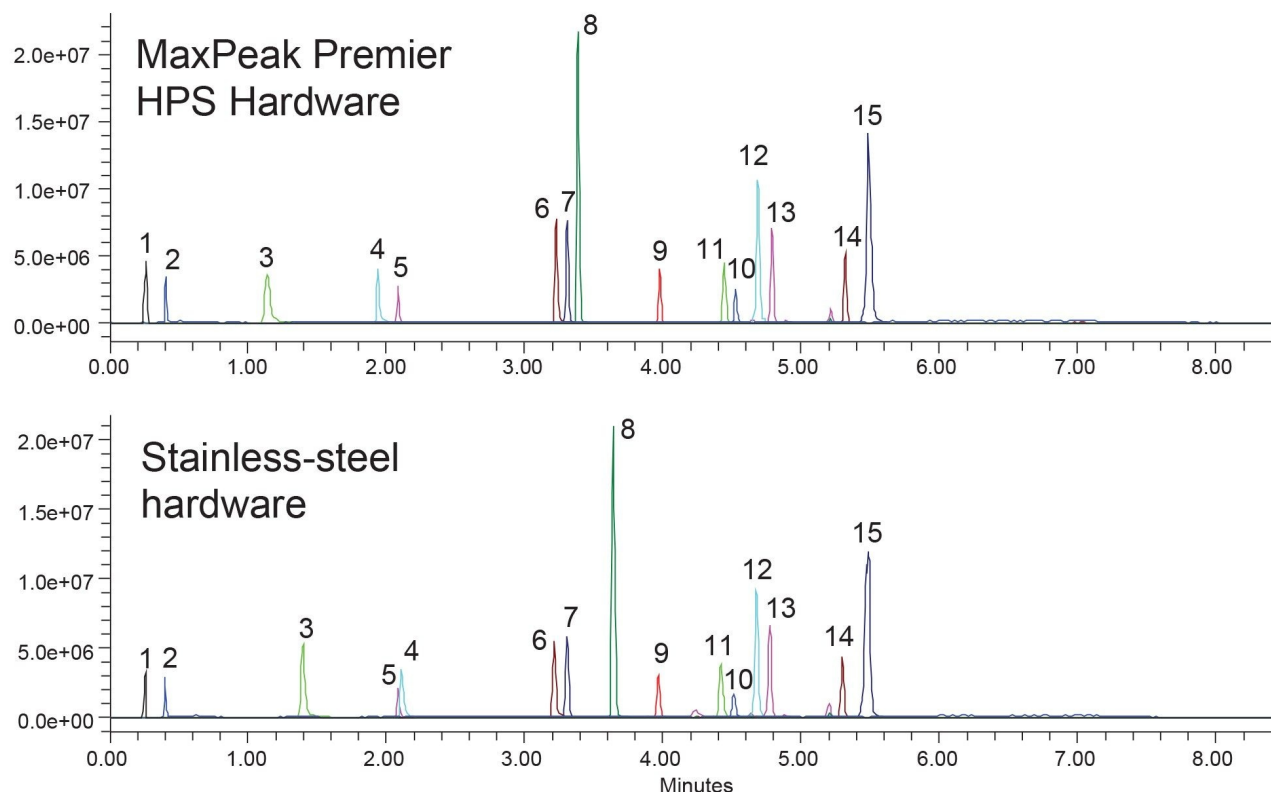 MaxPeak Premier
HPS Hardware
2.0e+07
1.5e+07
1.0e+07
5.0e+06
0.0e+00
1
2
3
4
5
6
7
8
9
11
10
12
13
14
15
0.00 1.00 2.00 3.00 4.00 5.00 6.00 7.00 8.00
Stainless-steel
hardware
2.0e+07
1.5e+07
1.0e+07
5.0e+06
0.0e+00
1
2
3
5
4
6
7
8
9
11
10
12
13
14
15
0.00 1.00 2.00 3.00 4.00 5.00 6.00 7.00 8.00
Minutes